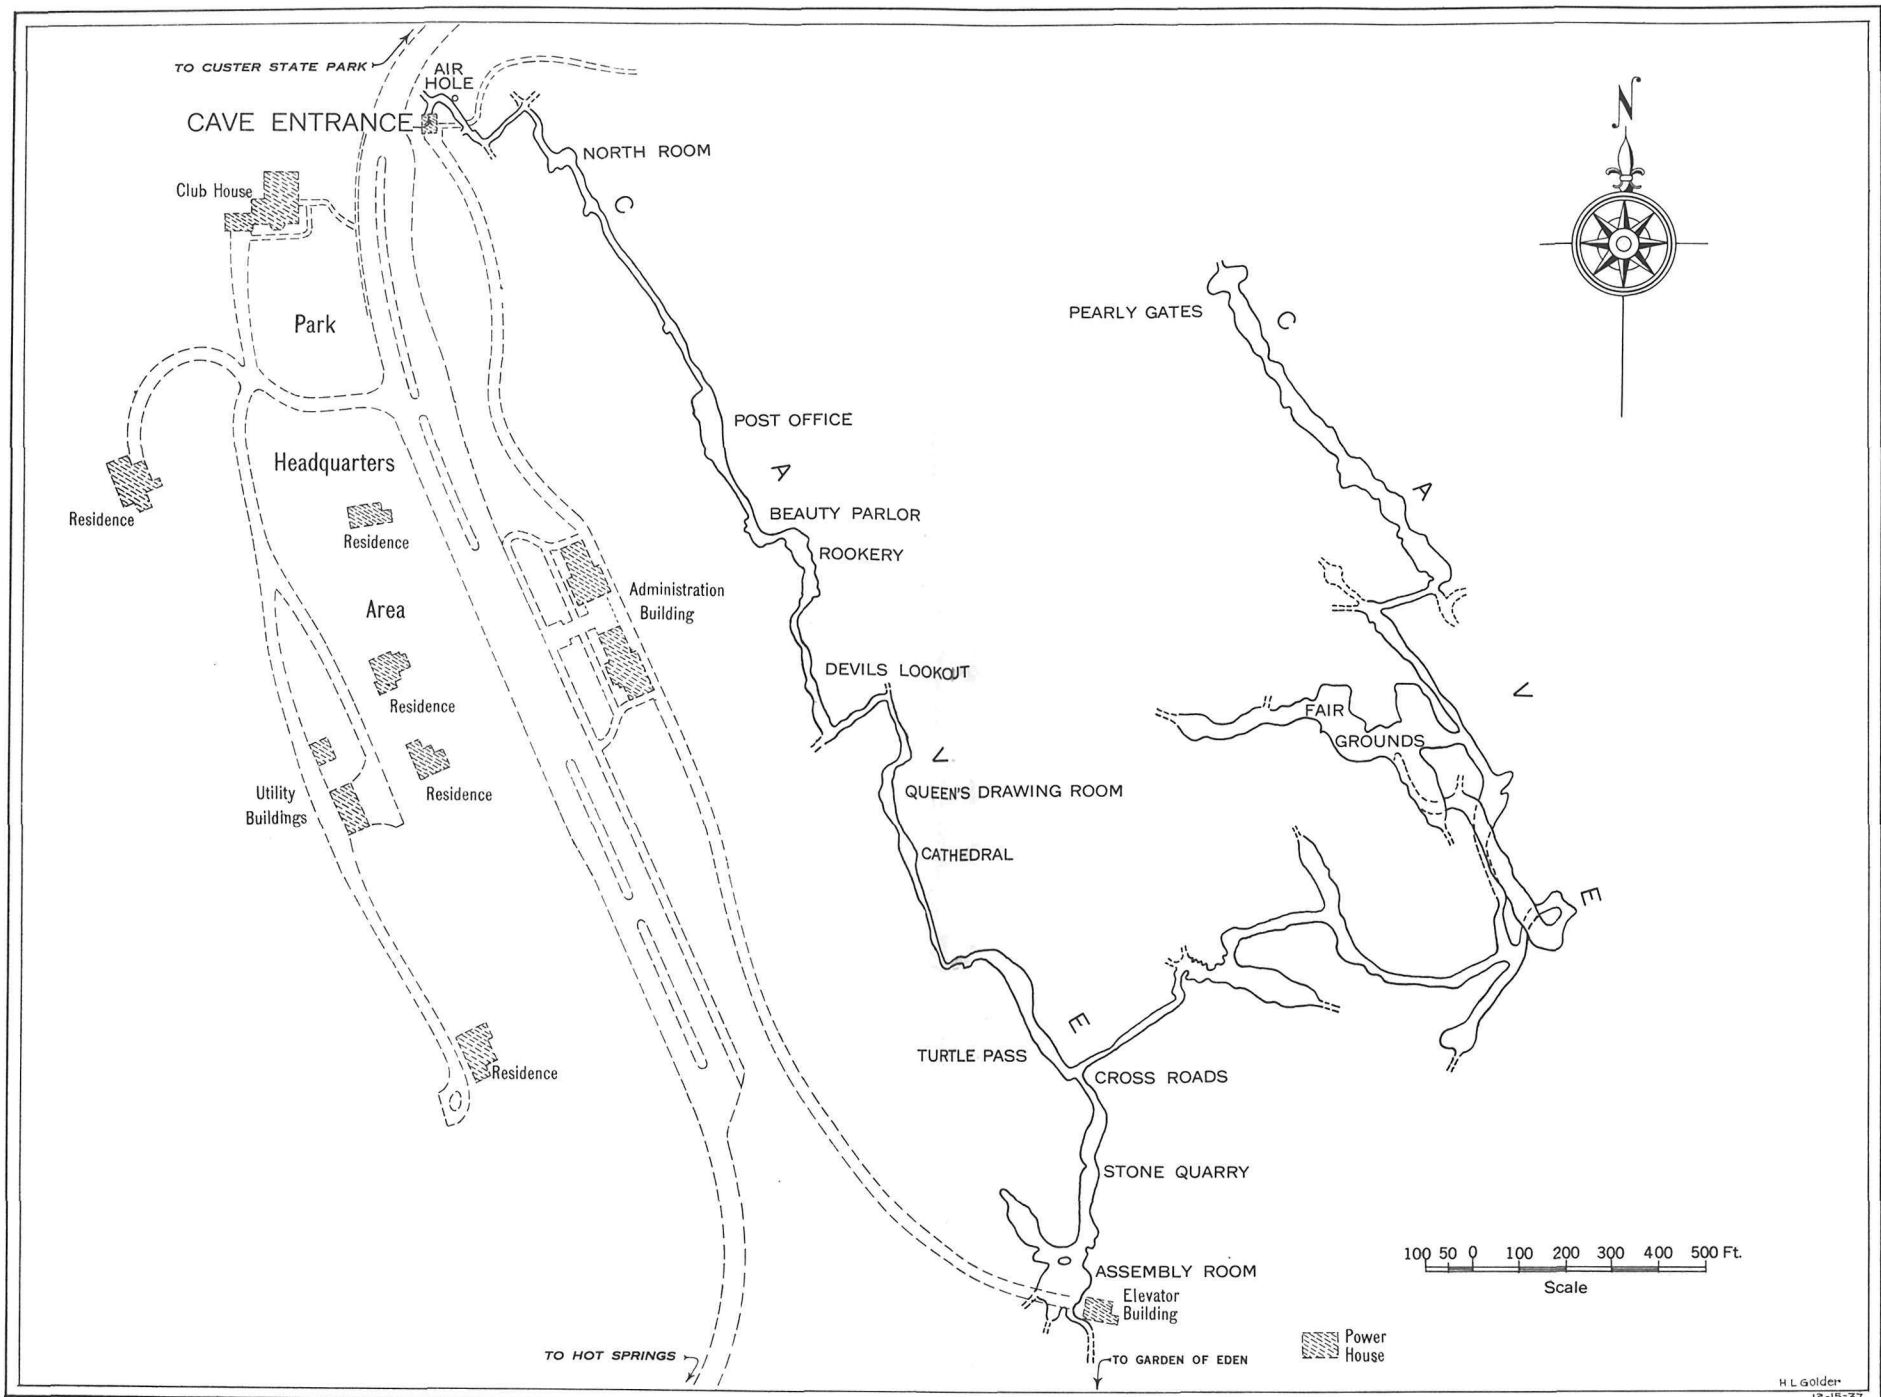 TO CUSTER STATE PARK
AIR
HOLE
CAVE ENTRANCE
N
NORTH ROOM
Club House
C
PEARLY GATES
C
Park
POST OFFICE
A
Headquarters
A
Residence
BEAUTY PARLOR
Residence
ROOKERY
Administration
Building
Area
DEVILS LOOKOUT
V
Residence
FAIR
GROUNDS
V
QUEEN'S DRAWING ROOM
Residence
Utility
Buildings
CATHEDRAL
E
E
TURTLE PASS
CROSS ROADS
Residence
STONE QUARRY
100 50 0 100 200 300 400 500 Ft.
Scale
ASSEMBLY ROOM
Elevator
Building
Power
House
TO HOT SPRINGS
TO GARDEN OF EDEN
H L Golder
12-15-37